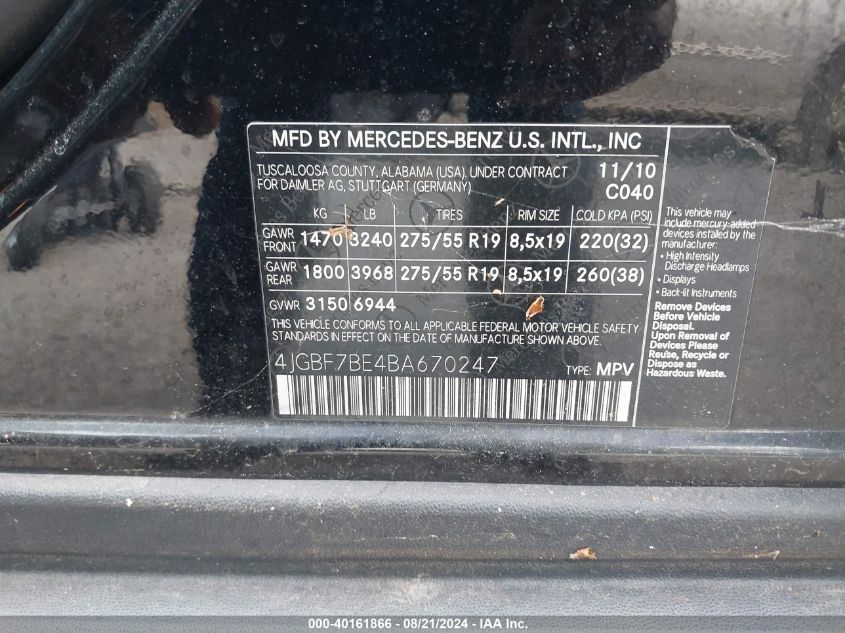 MFD BY MERCEDES-BENZ U.S. INTL., INC
TUSCALOOSA COUNTY, ALABAMA (USA). UNDER CONTRACT 11/10
FOR DAIMLER AG, STUTTGART (GERMANY) C040
KG LB TIRES RIM SIZE COLD KPA (PSI)
GAWR FRONT 1470 3240 275/55 R19 8,5x19 220(32)
GAWR REAR 1800 3968 275/55 R19 8,5x19 260(38)
GVWR 3150 6944
THIS VEHICLE CONFORMS TO ALL APPLICABLE FEDERAL MOTOR VEHICLE SAFETY
STANDARDS IN EFFECT ON THE DATE OF MANUFACTURE SHOWN ABOVE.
4JGBF7BE4BA670247 TYPE: MPV
This vehicle may
include mercury-added
devices installed by the
manufacturer:
• High Intensity
Discharge Headlamps
• Displays
• Back-lit Instruments
Remove Devices
Before Vehicle
Disposal.
Upon Removal of
Devices Please
Reuse, Recycle or
Dispose as
Hazardous Waste.
000-40161866 - 08/21/2024 - IAAI.com